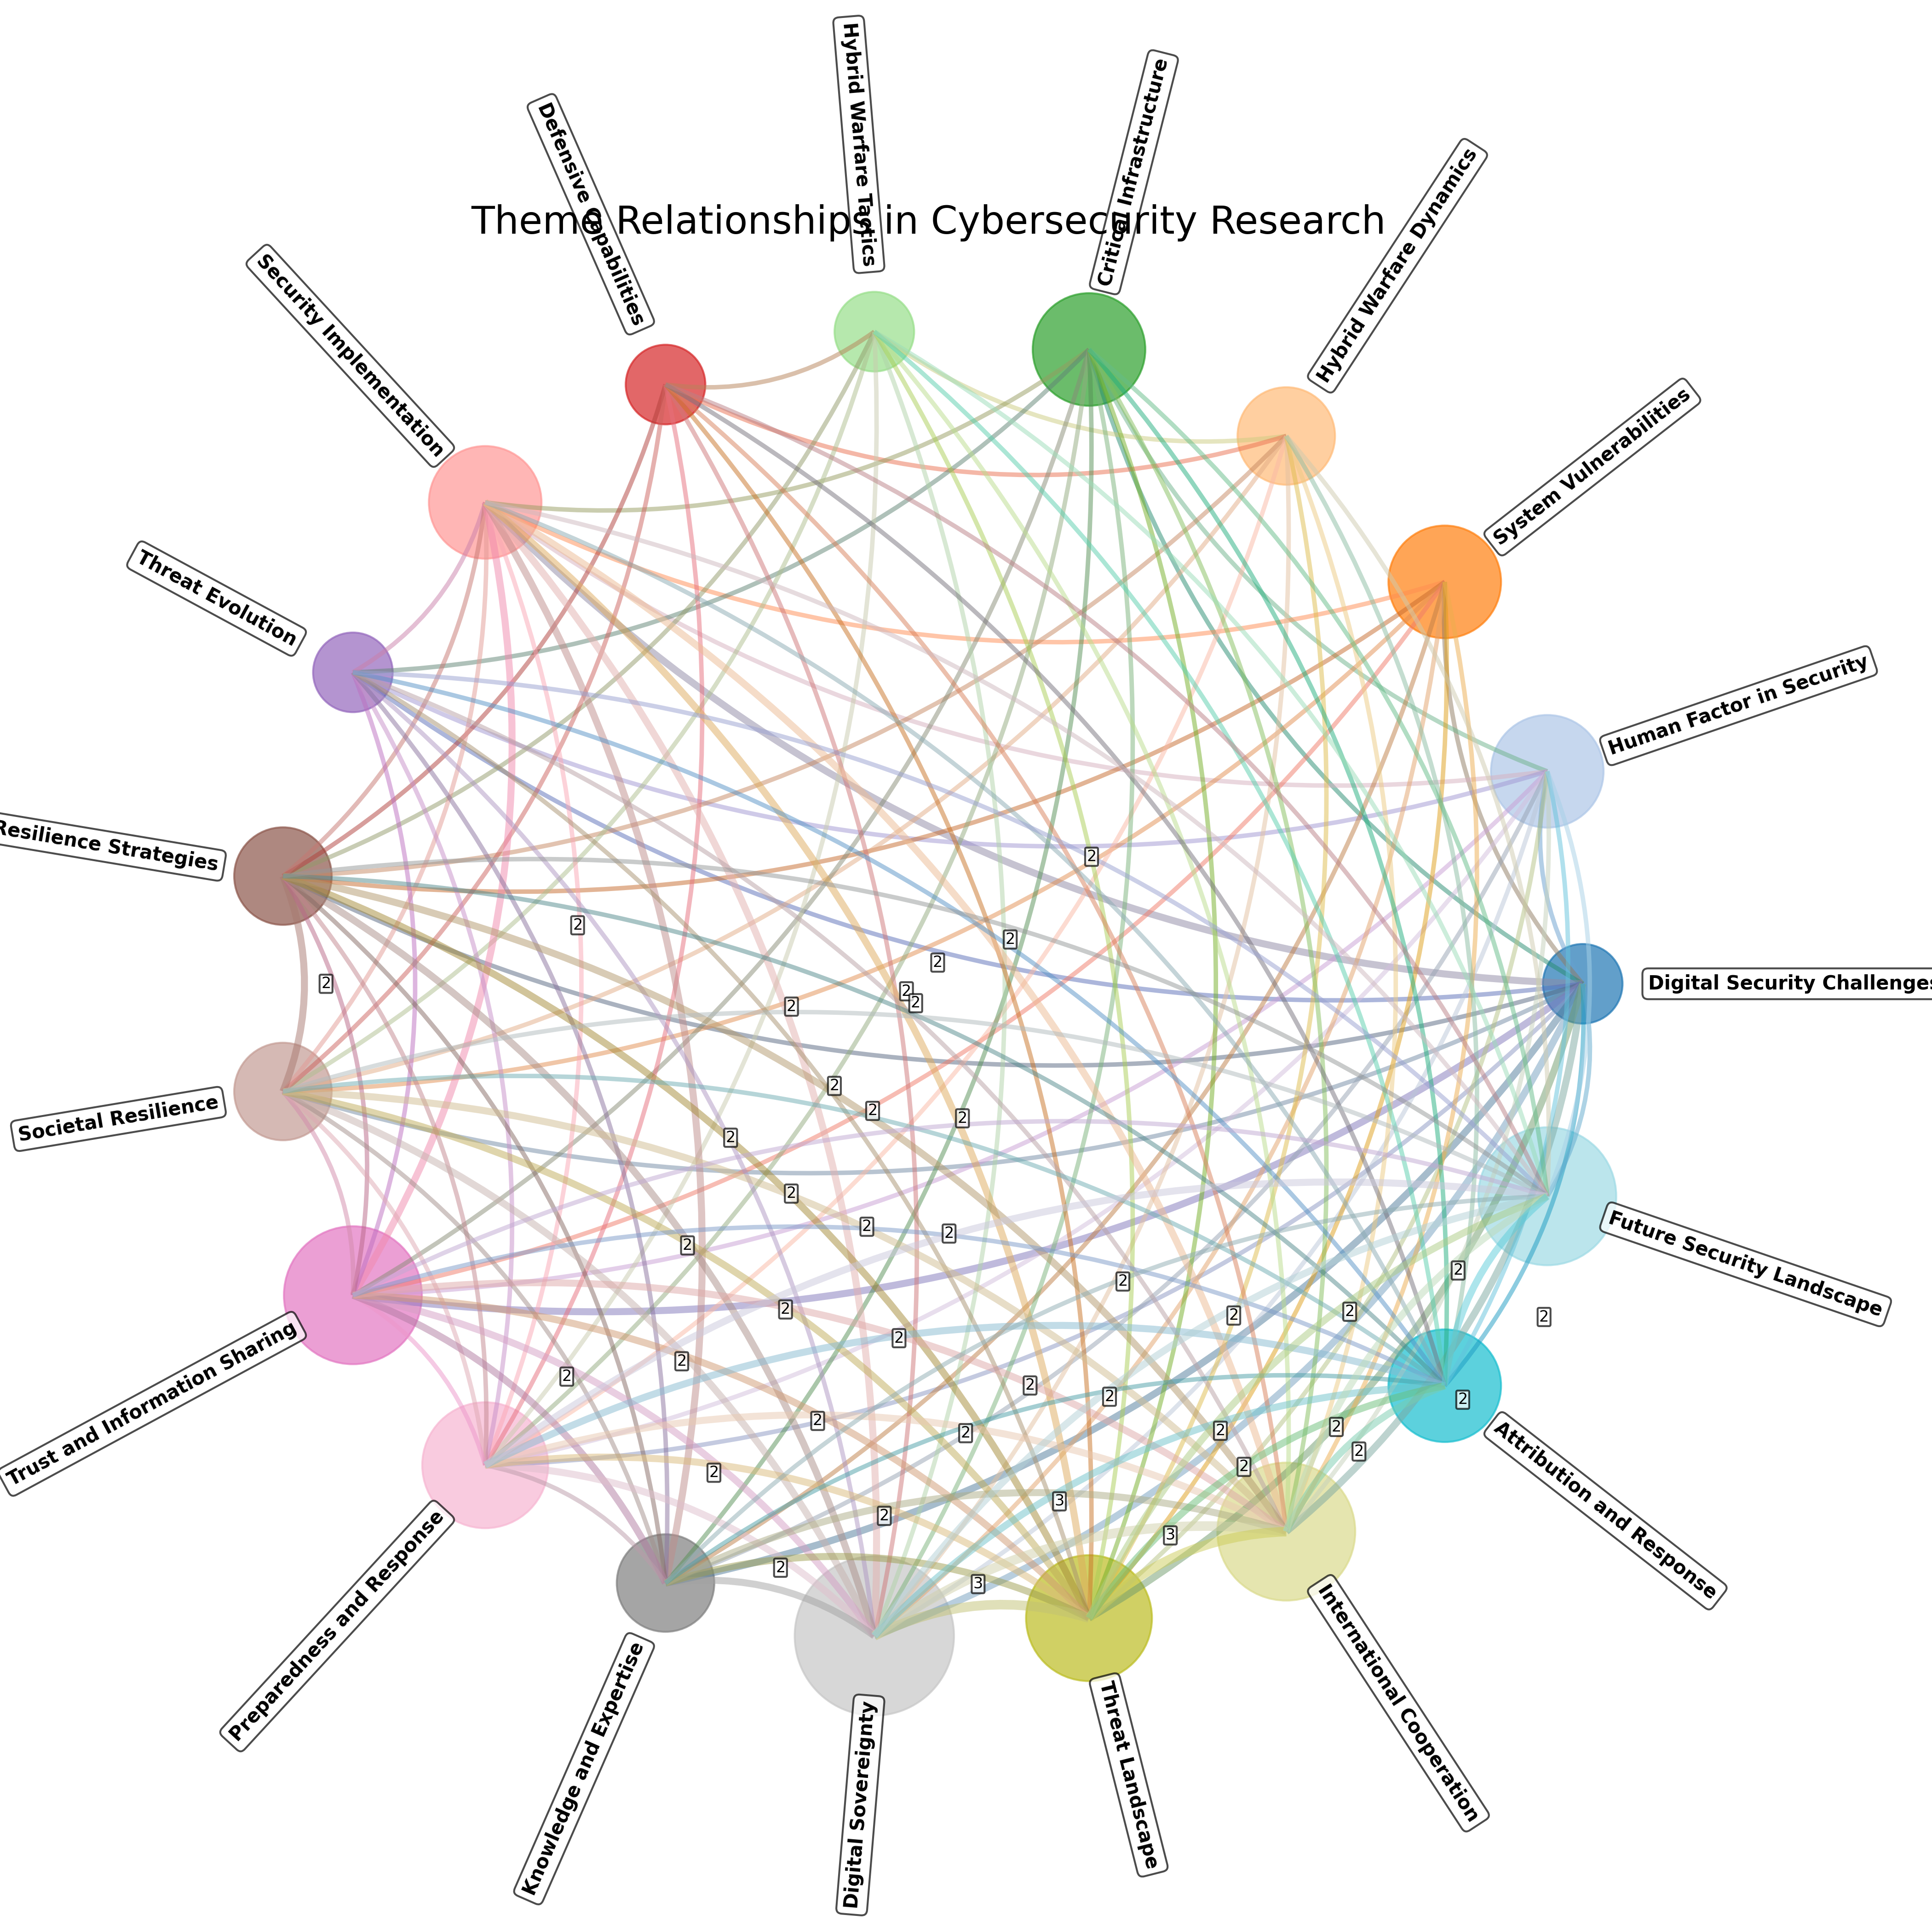 Hybrid Warfare Tactics
Critical Infrastructure
Defensive Capabilities
Hybrid Warfare Dynamics
Theme Relationships in Cybersecurity Research
Security Implementation
System Vulnerabilities
Threat Evolution
Human Factor in Security
Resilience Strategies
2
2
2
2
2
Digital Security Challenges
2
2
2
2
2
2
2
Societal Resilience
2
2
2
2
2
Future Security Landscape
2
2
2
2
2
2
2
Trust and Information Sharing
2
2
2
2
2
2
2
2
2
2
2
2
2
Attribution and Response
2
3
2
3
2
3
Preparedness and Response
Knowledge and Expertise
Digital Sovereignty
Threat Landscape
International Cooperation